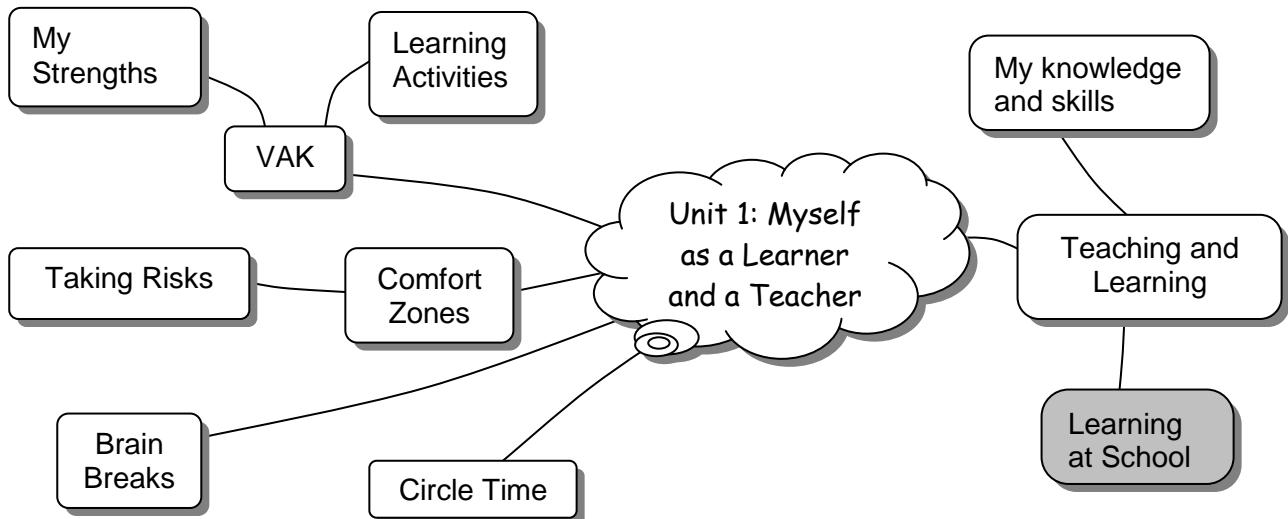 My
Strengths
Learning
Activities
VAK
Taking Risks
Comfort
Zones
Brain
Breaks
Circle Time
Unit 1: Myself
as a Learner
and a Teacher
My knowledge
and skills
Teaching and
Learning
Learning
at School